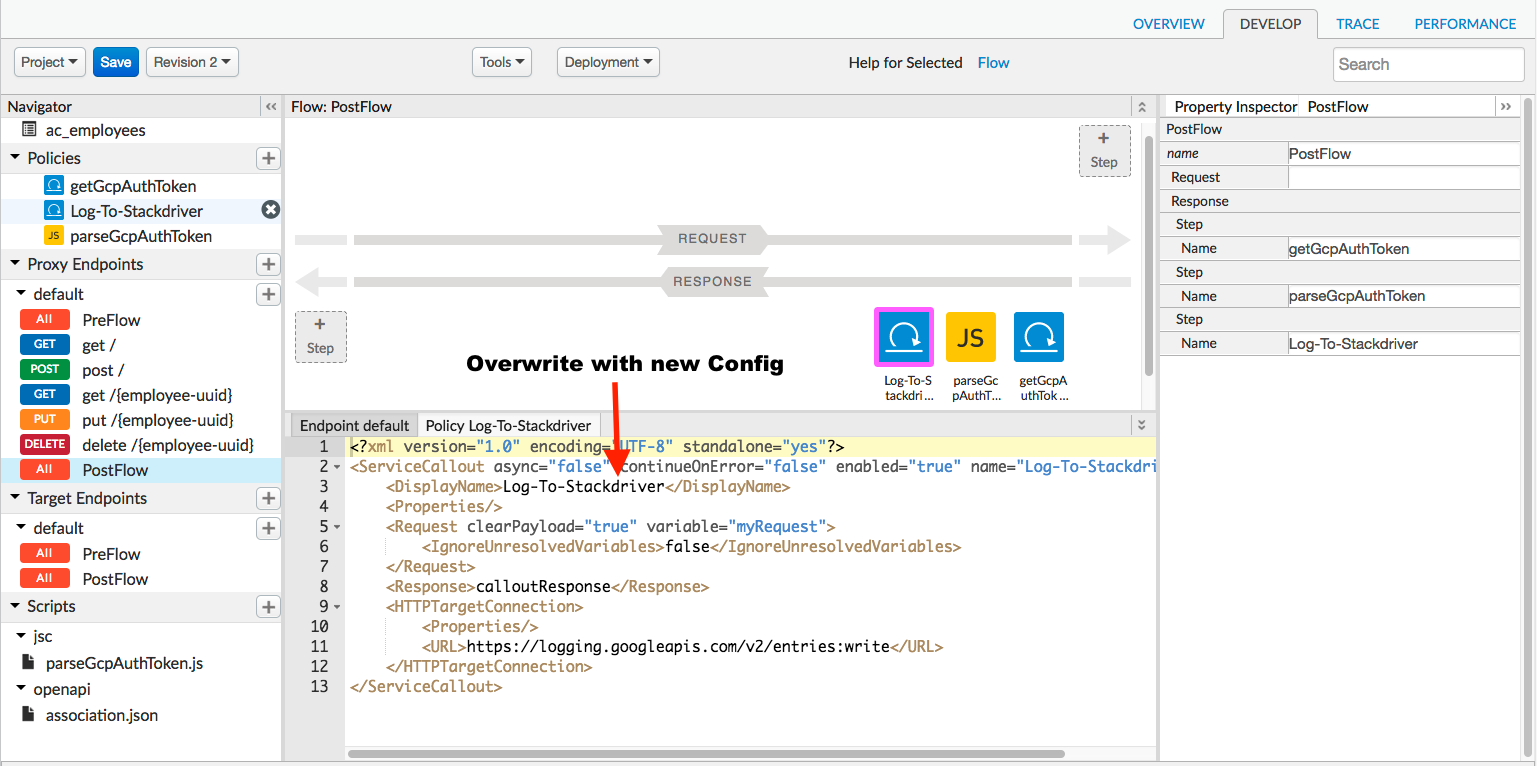 OVERVIEW DEVELOP TRACE PERFORMANCE
Project Save Revision 2 Tools Deployment Help for Selected Flow Search
Navigator
ac_employees
Policies
getGcpAuthToken
Log-To-Stackdriver
JS parseGcpAuthToken
Proxy Endpoints
default
All PreFlow
GET get /
POST post /
GET get /{employee-uuid}
PUT put /{employee-uuid}
DELETE delete /{employee-uuid}
All PostFlow
Target Endpoints
default
All PreFlow
All PostFlow
Scripts
jsc
parseGcpAuthToken.js
openapi
association.json
Flow: PostFlow
+
Step
REQUEST
RESPONSE
+
Step
JS
Log-To-S
tackdri...
parseGc
pAuthT...
getGcpA
uthTok...
Overwrite with new Config
Endpoint default Policy Log-To-Stackdriver
1 <?xml version="1.0" encoding="UTF-8" standalone="yes"?>
2 <ServiceCallout async="false" continueOnError="false" enabled="true" name="Log-To-Stackdri
3 <DisplayName>Log-To-Stackdriver</DisplayName>
4 <Properties/>
5 <Request clearPayload="true" variable="myRequest">
6 <IgnoreUnresolvedVariables>false</IgnoreUnresolvedVariables>
7 </Request>
8 <Response>calloutResponse</Response>
9 <HTTPTargetConnection>
10 <Properties/>
11 <URL>https://logging.googleapis.com/v2/entries:write</URL>
12 </HTTPTargetConnection>
13 </ServiceCallout>
Property Inspector PostFlow
PostFlow
name PostFlow
Request
Response
Step
Name getGcpAuthToken
Step
Name parseGcpAuthToken
Step
Name Log-To-Stackdriver